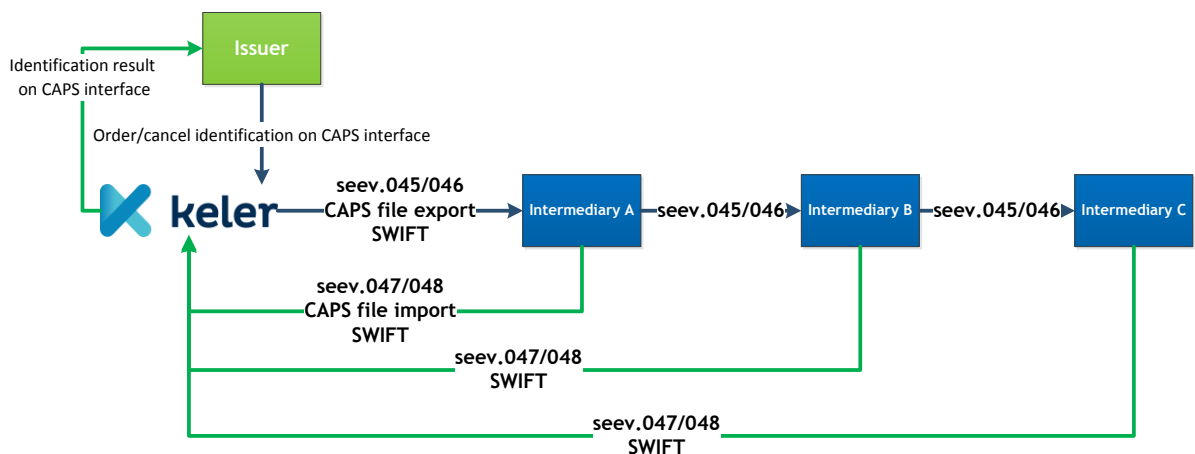 Issuer
Identification result
on CAPS interface
Order/cancel identification on CAPS interface
keler
seev.045/046
CAPS file export
SWIFT
Intermediary A
seev.045/046
Intermediary B
seev.045/046
Intermediary C
seev.047/048
CAPS file import
SWIFT
seev.047/048
SWIFT
seev.047/048
SWIFT